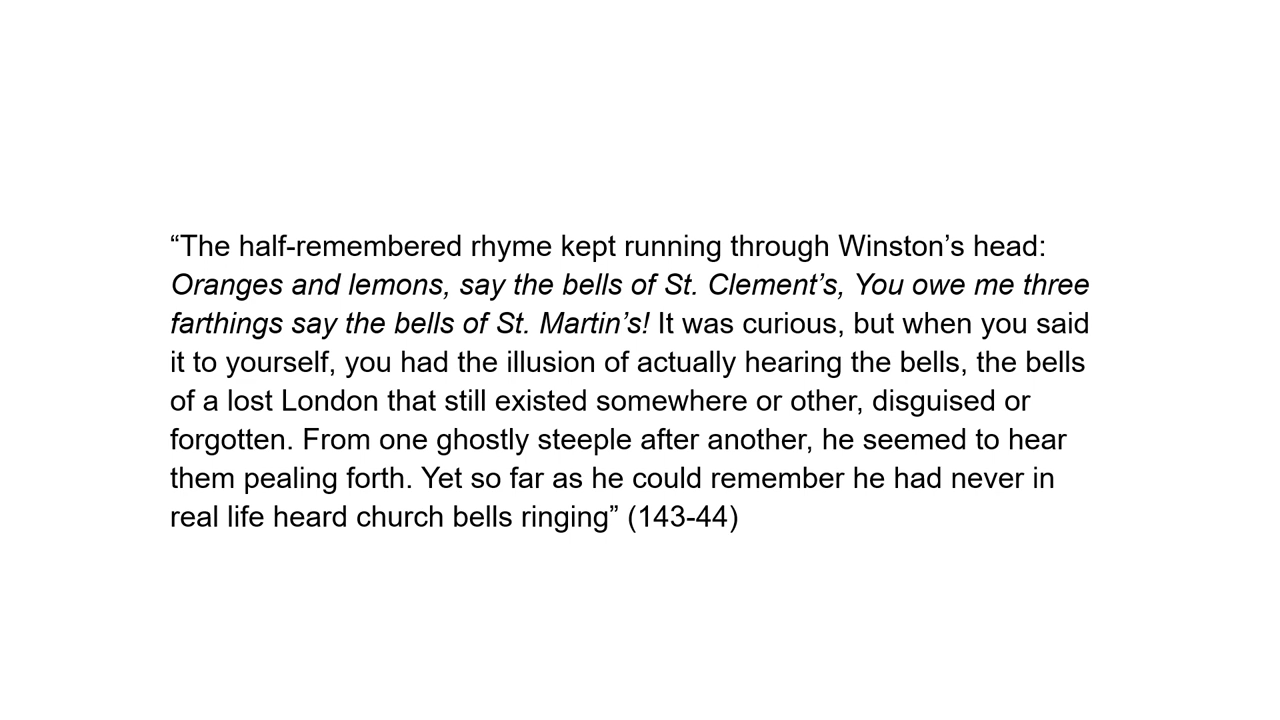 “The half-remembered rhyme kept running through Winston’s head:
Oranges and lemons, say the bells of St. Clement’s, You owe me three
farthings say the bells of St. Martin’s! It was curious, but when you said
it to yourself, you had the illusion of actually hearing the bells, the bells
of a lost London that still existed somewhere or other, disguised or
forgotten. From one ghostly steeple after another, he seemed to hear
them pealing forth. Yet so far as he could remember he had never in
real life heard church bells ringing” (143-44)